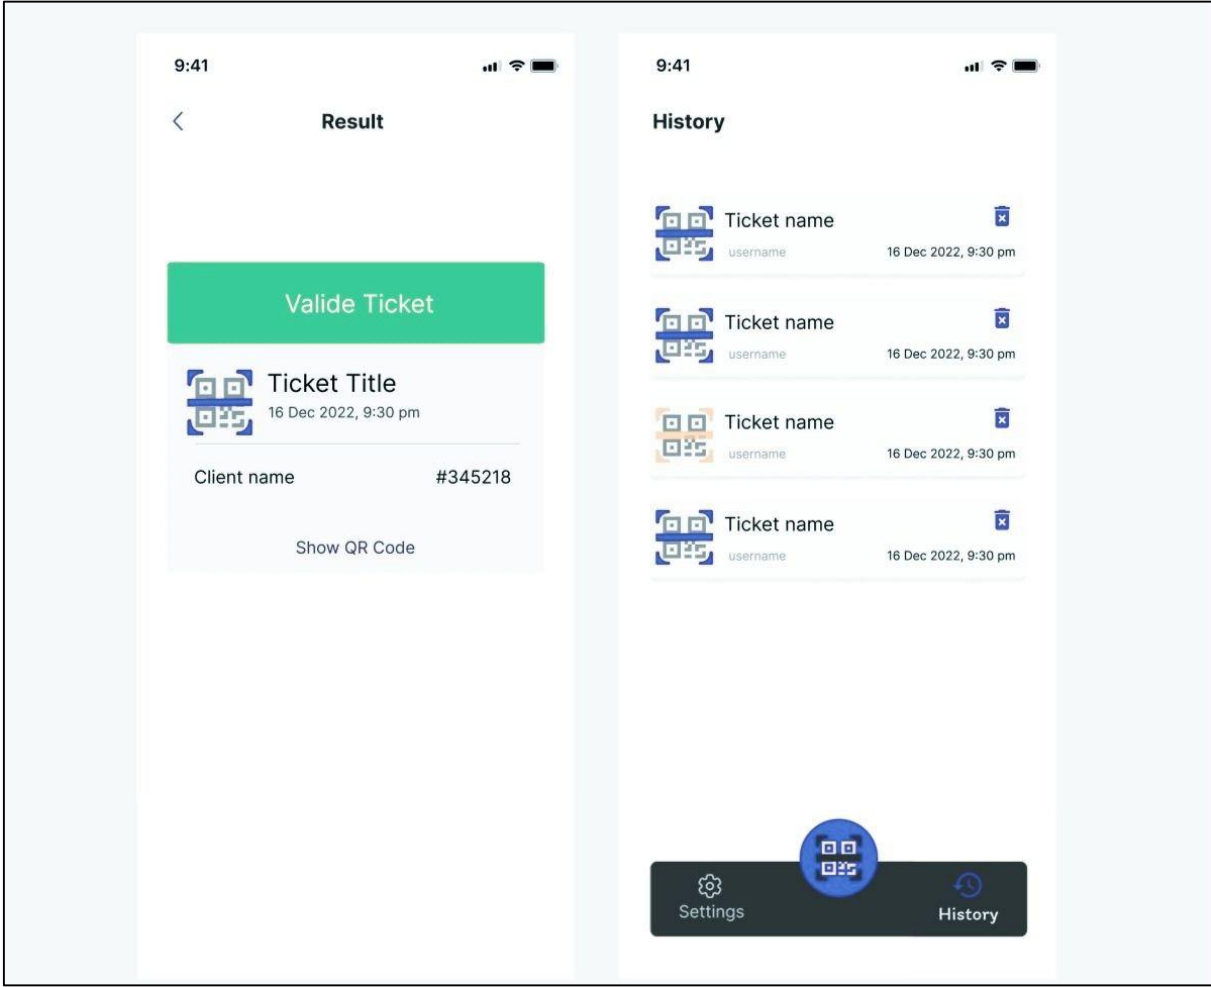 9:41
Result
Valide Ticket
Ticket Title
16 Dec 2022, 9:30 pm
Client name #345218
Show QR Code
9:41
History
Ticket name
username 16 Dec 2022, 9:30 pm
Ticket name
username 16 Dec 2022, 9:30 pm
Ticket name
username 16 Dec 2022, 9:30 pm
Ticket name
username 16 Dec 2022, 9:30 pm
Settings History